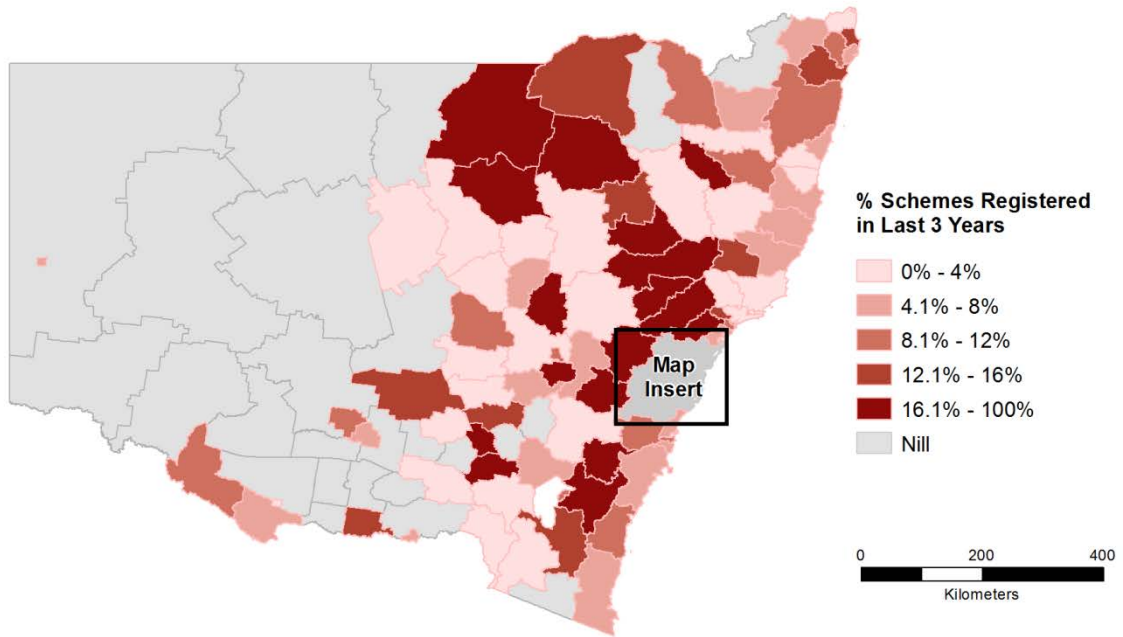 Map
Insert
% Schemes Registered
in Last 3 Years
0% - 4%
4.1% - 8%
8.1% - 12%
12.1% - 16%
16.1% - 100%
Nill
0 200 400
Kilometers